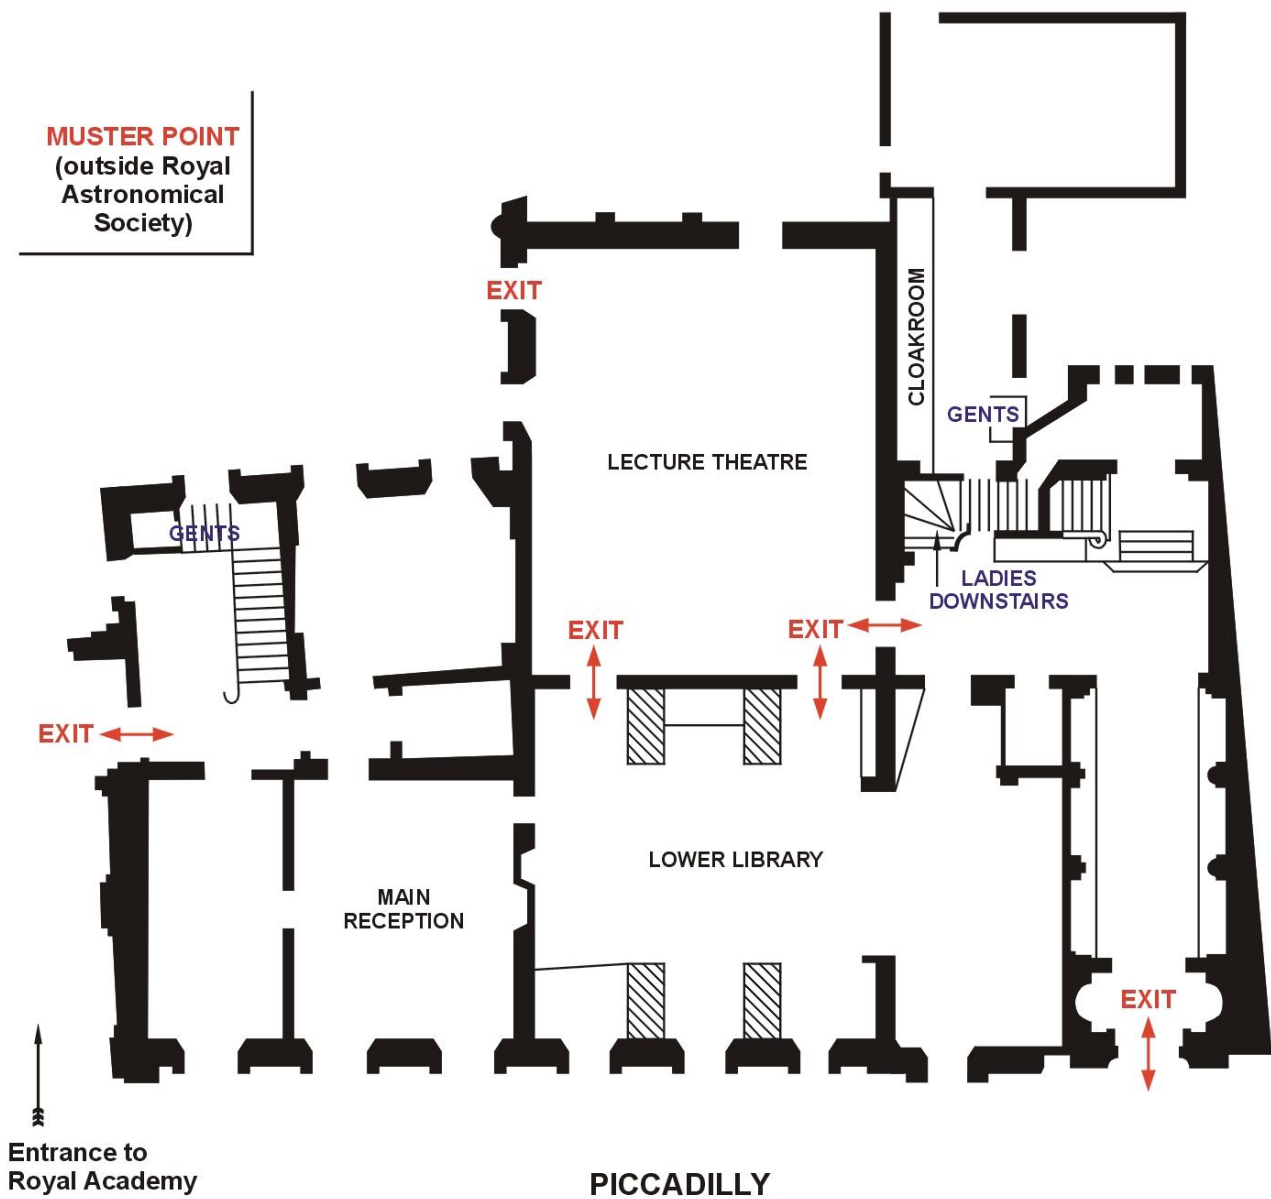 MUSTER POINT
(outside Royal
Astronomical
Society)
EXIT
CLOAKROOM
GENTS
LECTURE THEATRE
GENTS
LADIES
DOWNSTAIRS
EXIT
EXIT
EXIT
LOWER LIBRARY
MAIN
RECEPTION
EXIT
Entrance to
Royal Academy
PICCADILLY